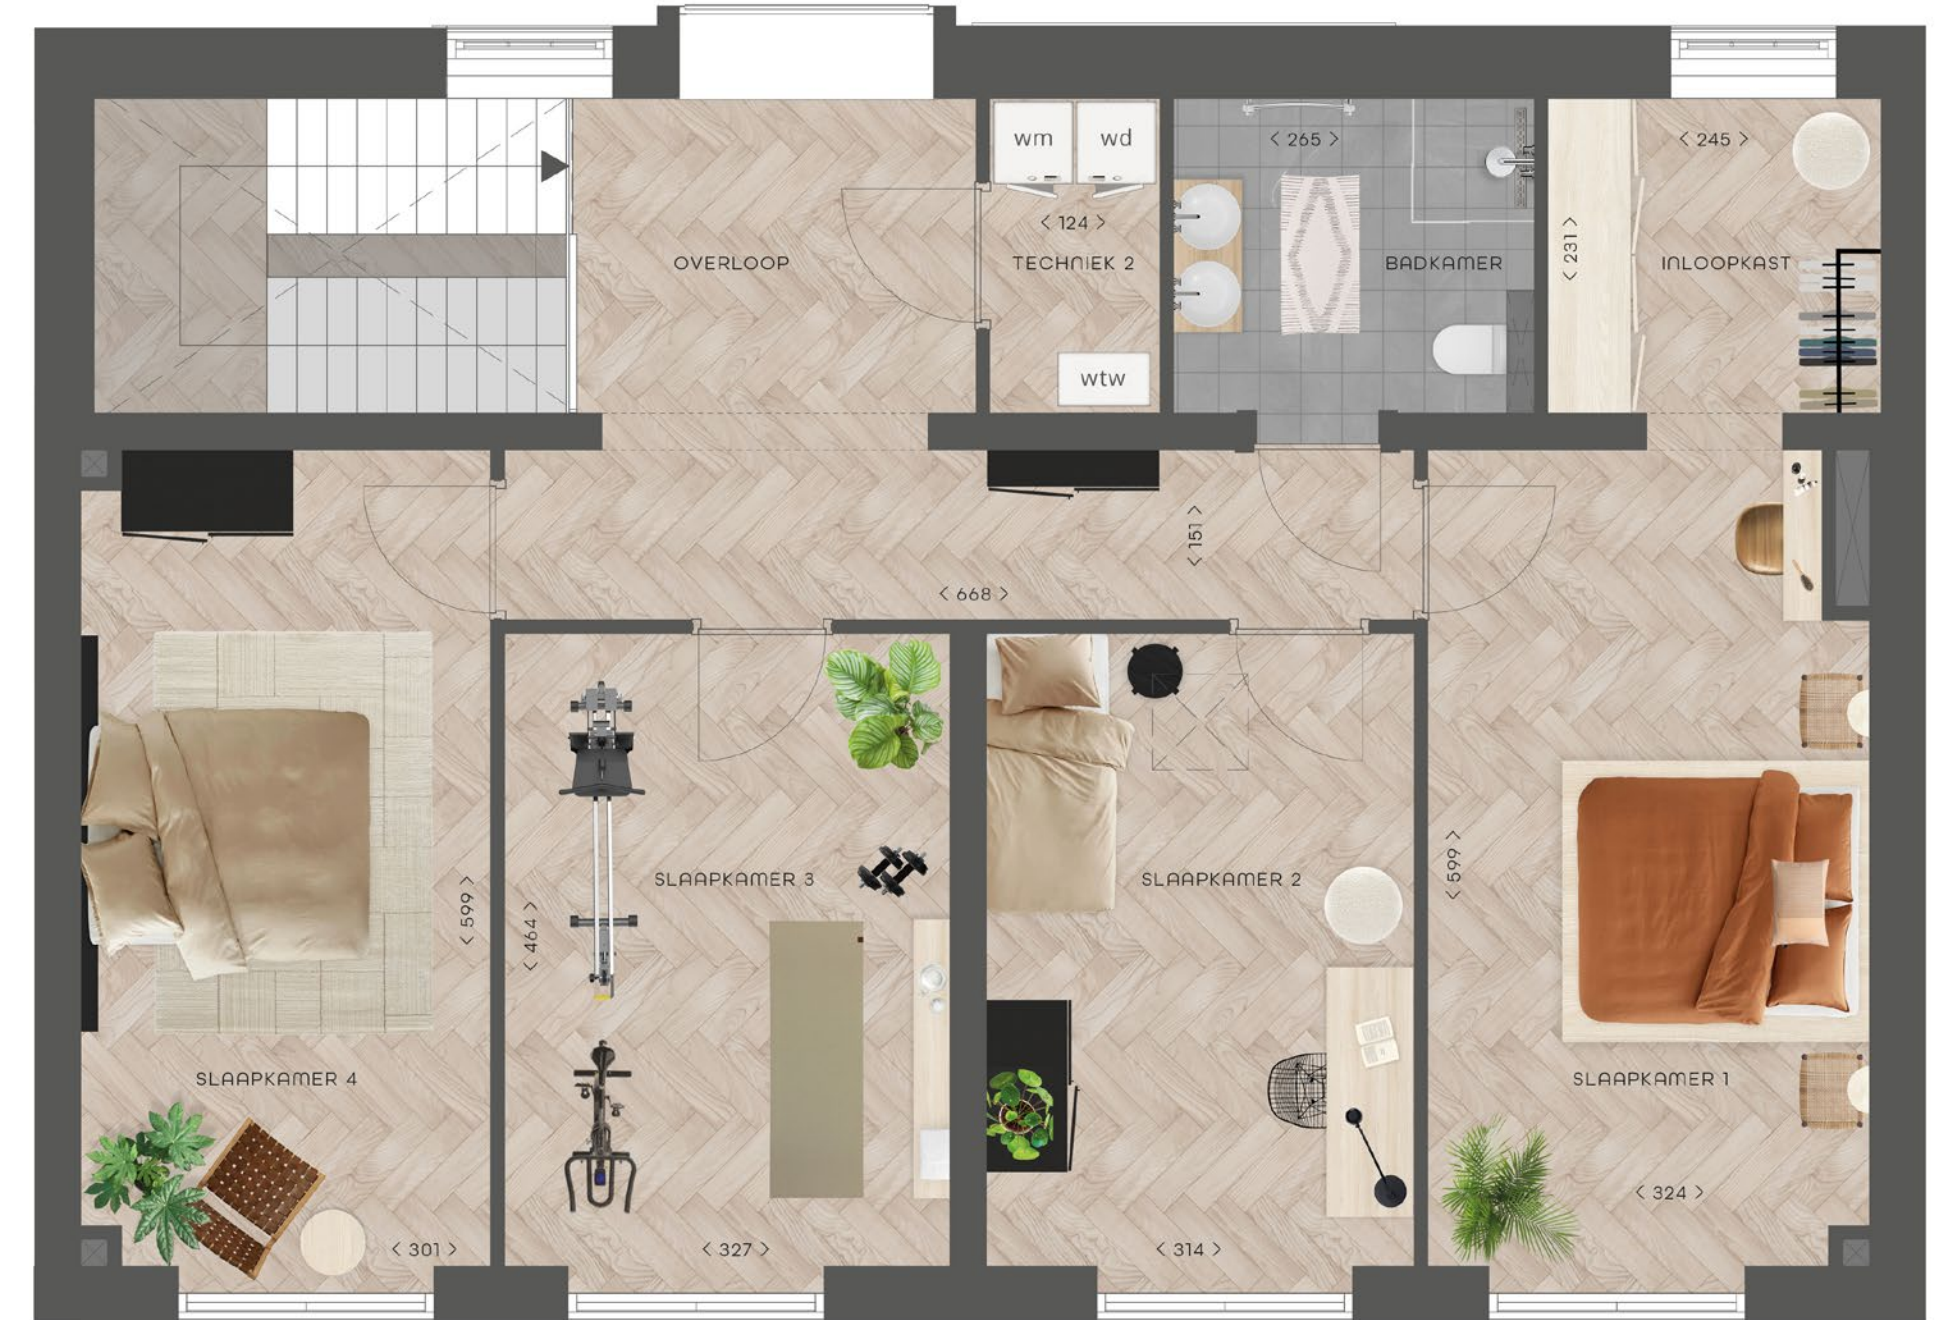 wm
wd
< 265 >
< 245 >
< 124 >
< 231 >
OVERLOOP
TECHNIEK 2
BADKAMER
INLOOPKAST
wtw
< 151 >
< 668 >
SLAAPKAMER 3
SLAAPKAMER 2
< 599 >
< 599 >
< 464 >
SLAAPKAMER 4
SLAAPKAMER 1
< 324 >
< 301 >
< 327 >
< 314 >